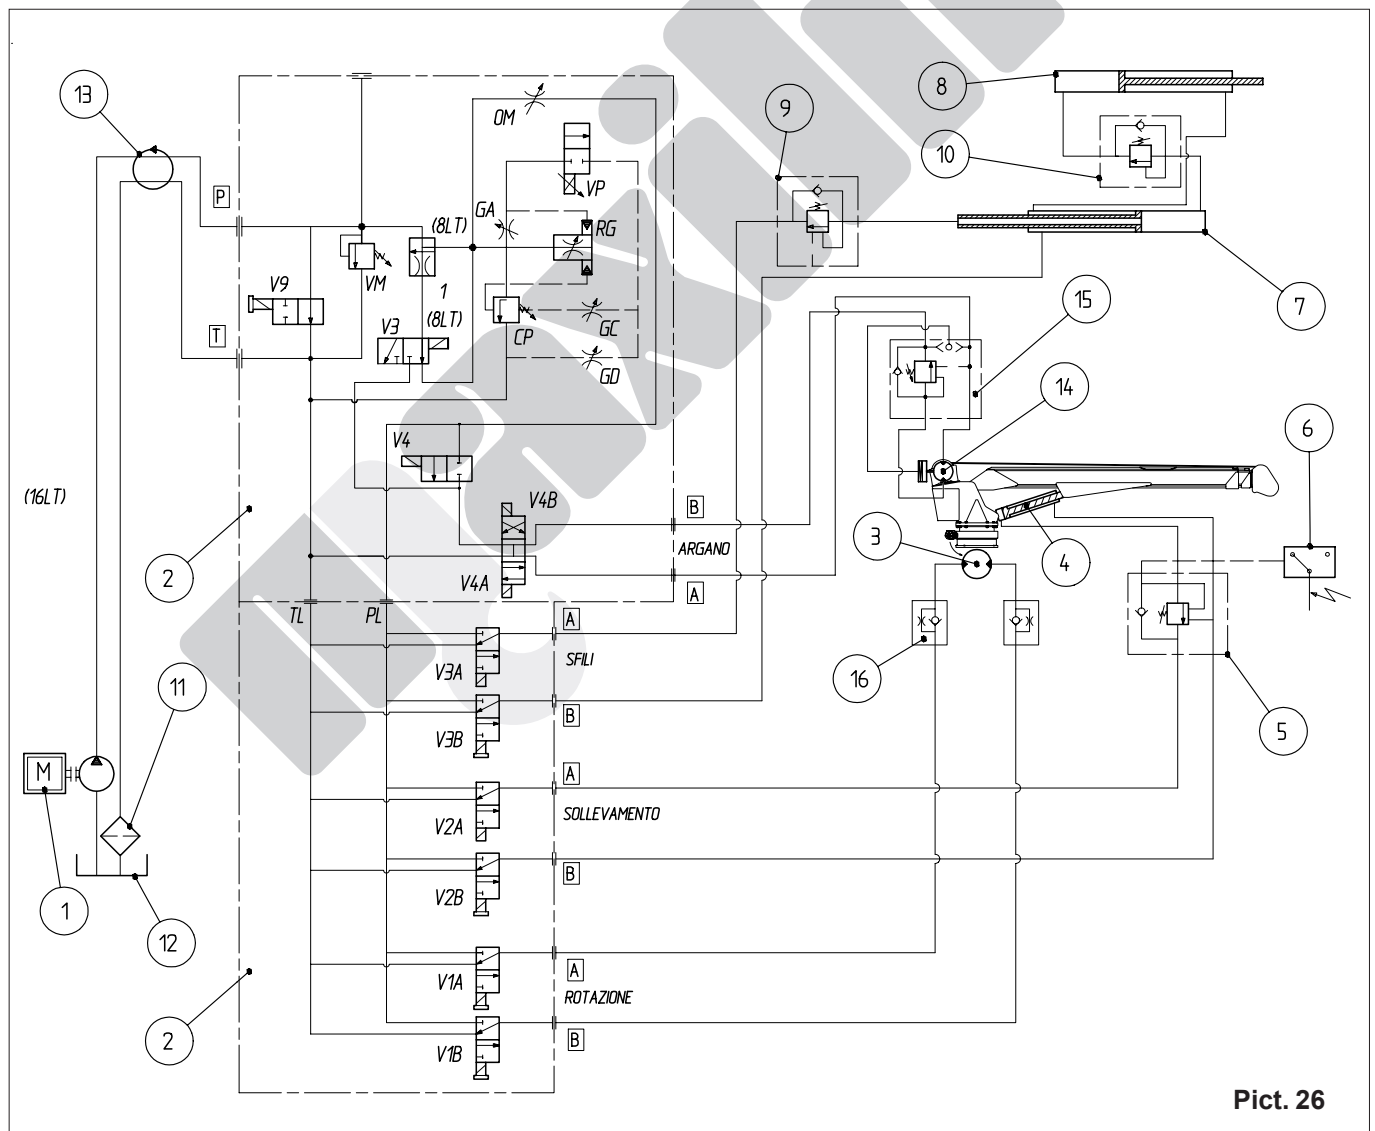 13
P
T
(16LT)
2
11
M
1
12
2
V9
VM
V3
(8LT)
1
(8LT)
GA
OM
VP
RG
CP
GC
GD
V4
V4B
V4A
B
ARGANO
A
TL
PL
A
V3A
SFILI
V3B
B
A
V2A
SOLLEVAMENTO
V2B
B
V1A
A
ROTAZIONE
V1B
B
9
8
10
7
15
14
6
3
4
16
5
Pict. 26